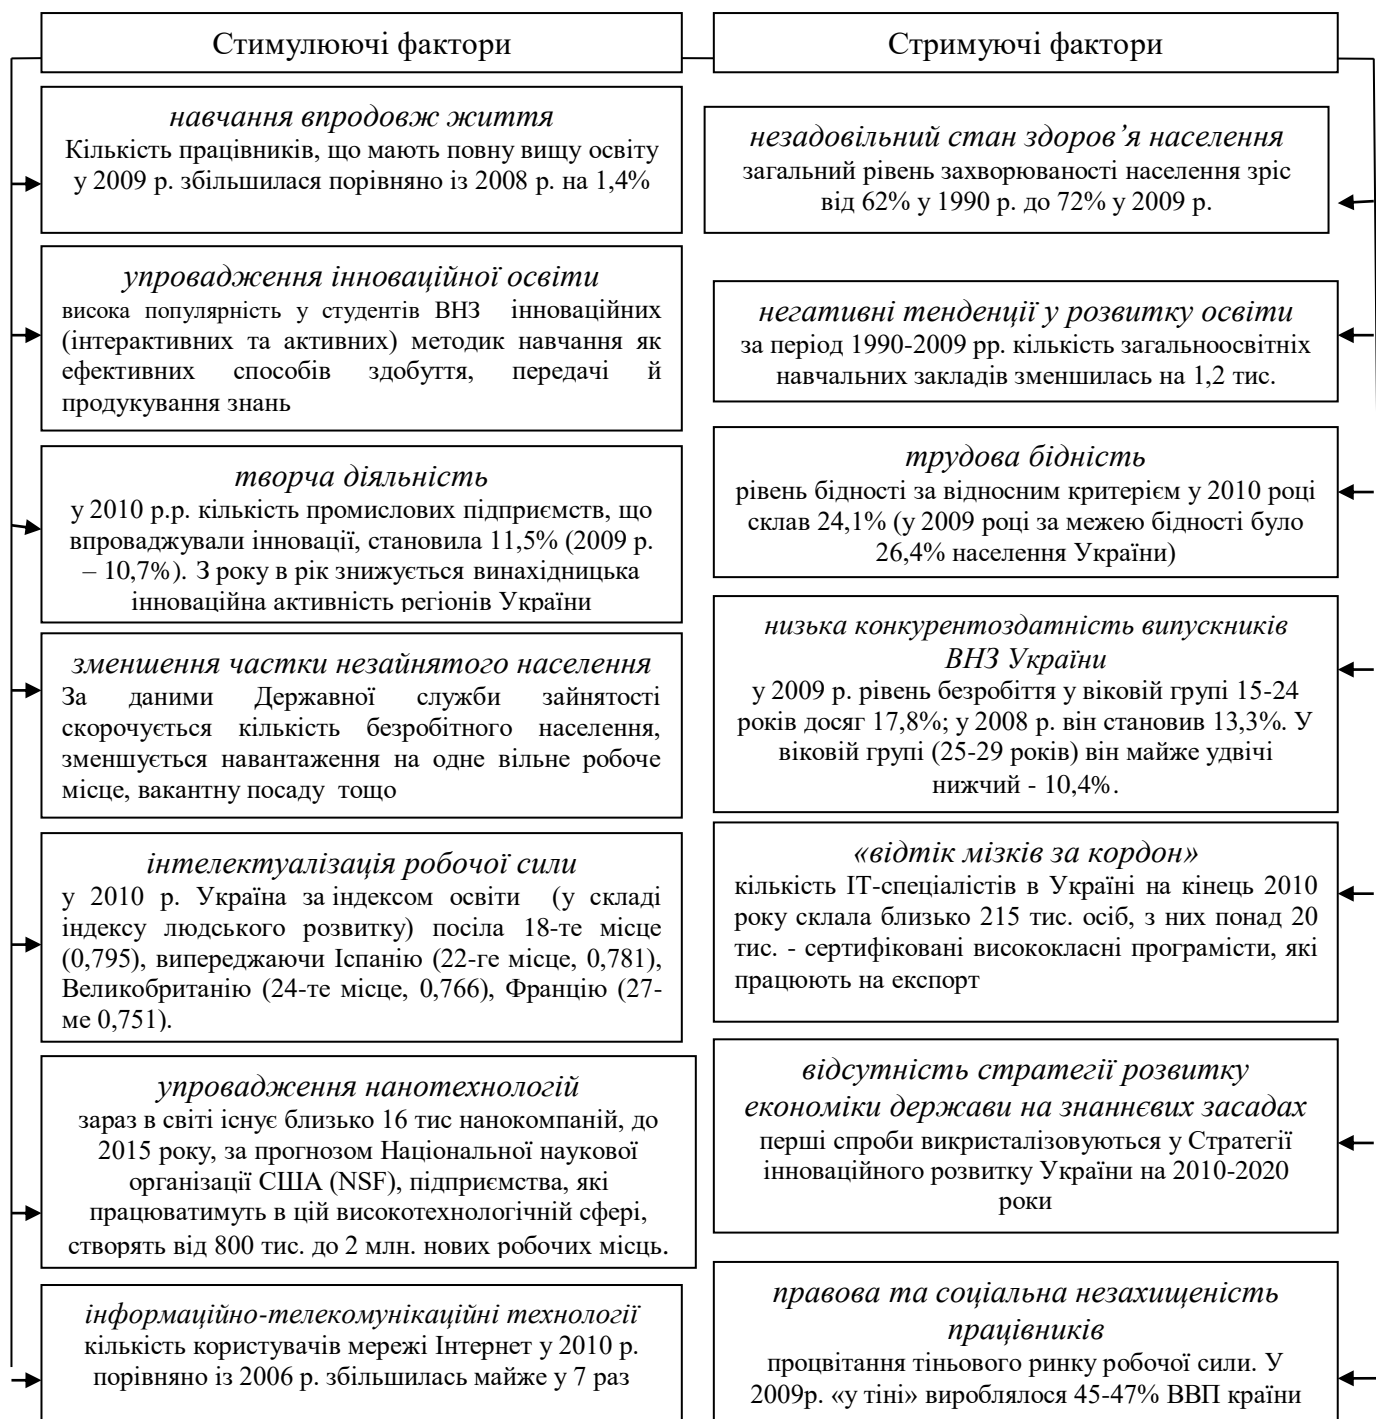 Стимулюючі фактори
навчання впродовж життя
Кількість працівників, що мають повну вищу освіту
у 2009 р. збільшилася порівняно із 2008 р. на 1,4%
упровадження інноваційної освіти
висока популярність у студентів ВНЗ інноваційних
(інтерактивних та активних) методик навчання як
ефективних способів здобуття, передачі й
продукування знань
творча діяльність
у 2010 р.р. кількість промислових підприємств, що
впроваджували інновації, становила 11,5% (2009 р.
– 10,7%). З року в рік знижується винахідницька
інноваційна активність регіонів України
зменшення частки незайнятого населення
За даними Державної служби зайнятості
скорочується кількість безробітного населення,
зменшується навантаження на одне вільне робоче
місце, вакантну посаду тощо
інтелектуалізація робочої сили
у 2010 р. Україна за індексом освіти (у складі
індексу людського розвитку) посіла 18-те місце
(0,795), випереджаючи Іспанію (22-ге місце, 0,781),
Великобританію (24-те місце, 0,766), Францію (27-
ме 0,751).
упровадження нанотехнологій
зараз в світі існує близько 16 тис нанокомпаній, до
2015 року, за прогнозом Національної наукової
організації США (NSF), підприємства, які
працюватимуть в цій високотехнологічній сфері,
створять від 800 тис. до 2 млн. нових робочих місць.
інформаційно-телекомунікаційні технології
кількість користувачів мережі Інтернет у 2010 р.
порівняно із 2006 р. збільшилась майже у 7 раз
Стримуючі фактори
незадовільний стан здоров’я населення
загальний рівень захворюваності населення зріс
від 62% у 1990 р. до 72% у 2009 р.
негативні тенденції у розвитку освіти
за період 1990-2009 рр. кількість загальноосвітніх
навчальних закладів зменшилась на 1,2 тис.
трудова бідність
рівень бідності за відносним критерієм у 2010 році
склав 24,1% (у 2009 році за межею бідності було
26,4% населення України)
низька конкурентоздатність випускників
ВНЗ України
у 2009 р. рівень безробіття у віковій групі 15-24
років досяг 17,8%; у 2008 р. він становив 13,3%. У
віковій групі (25-29 років) він майже удвічі
нижчий - 10,4%.
«відтік мізків за кордон»
кількість ІТ-спеціалістів в Україні на кінець 2010
року склала близько 215 тис. осіб, з них понад 20
тис. - сертифіковані висококласні програмісти, які
працюють на експорт
відсутність стратегії розвитку
економіки держави на знаннєвих засадах
перші спроби викристалізовуються у Стратегії
інноваційного розвитку України на 2010-2020
роки
правова та соціальна незахищеність
працівників
процвітання тіньового ринку робочої сили. У
2009р. «у тіні» вироблялося 45-47% ВВП країни